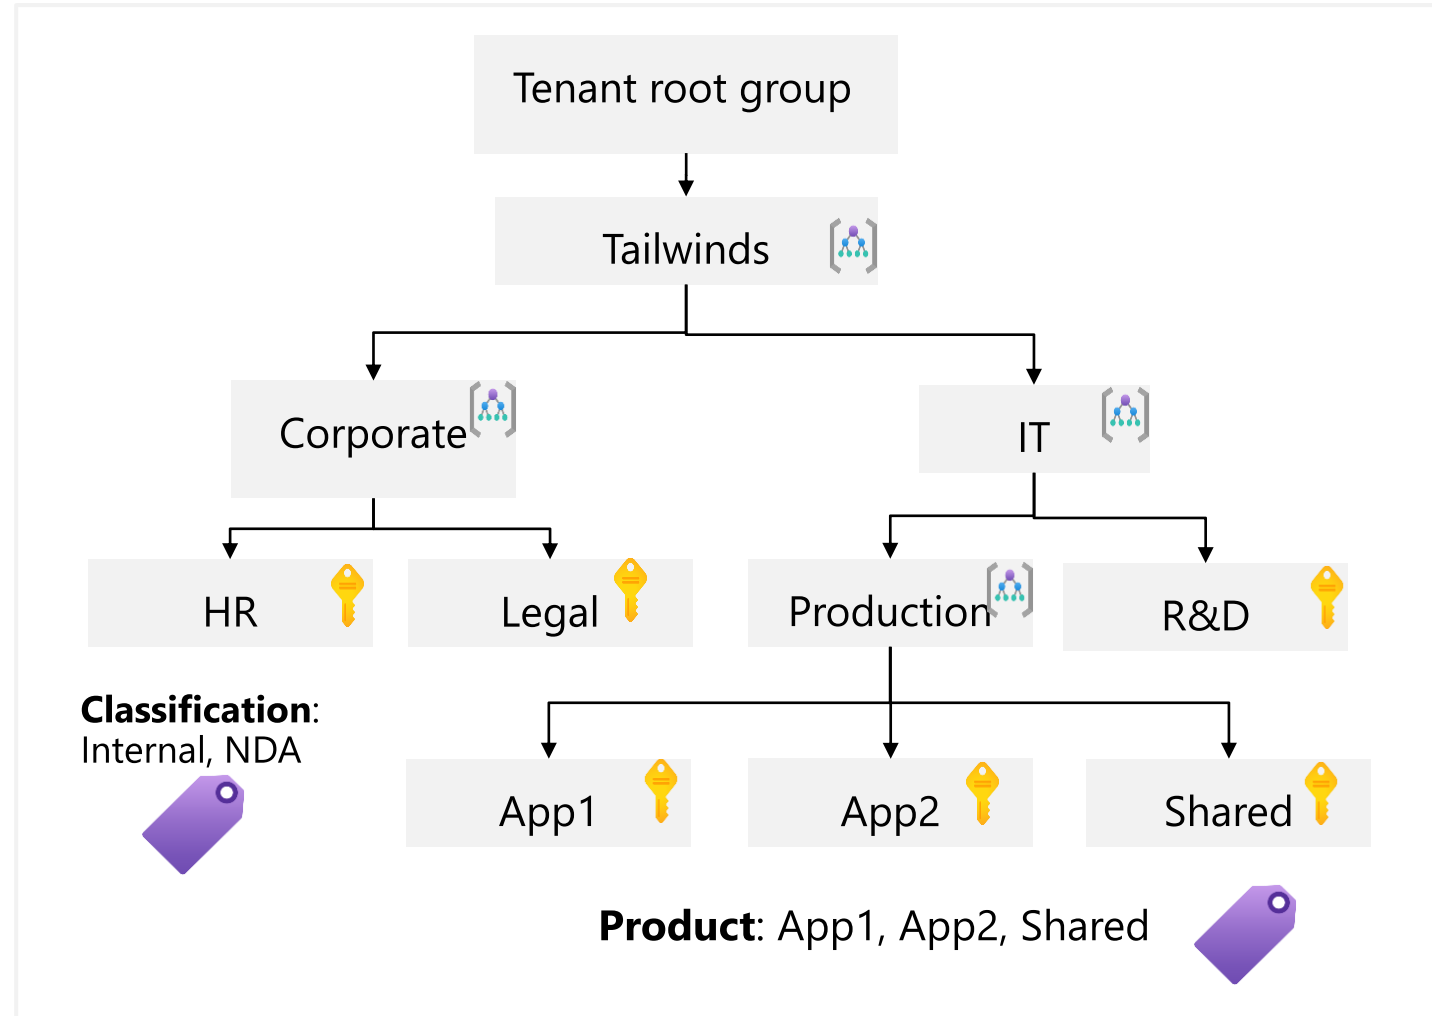 Tenant root group
Tailwinds
Corporate
IT
HR
Legal
Production
R&D
Classification:
Internal, NDA
App1
App2
Shared
Product: App1, App2, Shared